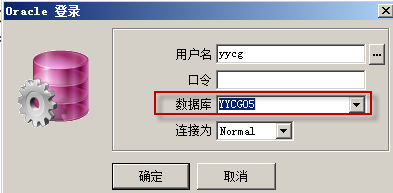 Oracle 登录
用户名 yycg ...
口令
数据库 YYCG05
连接为 Normal
确定 取消